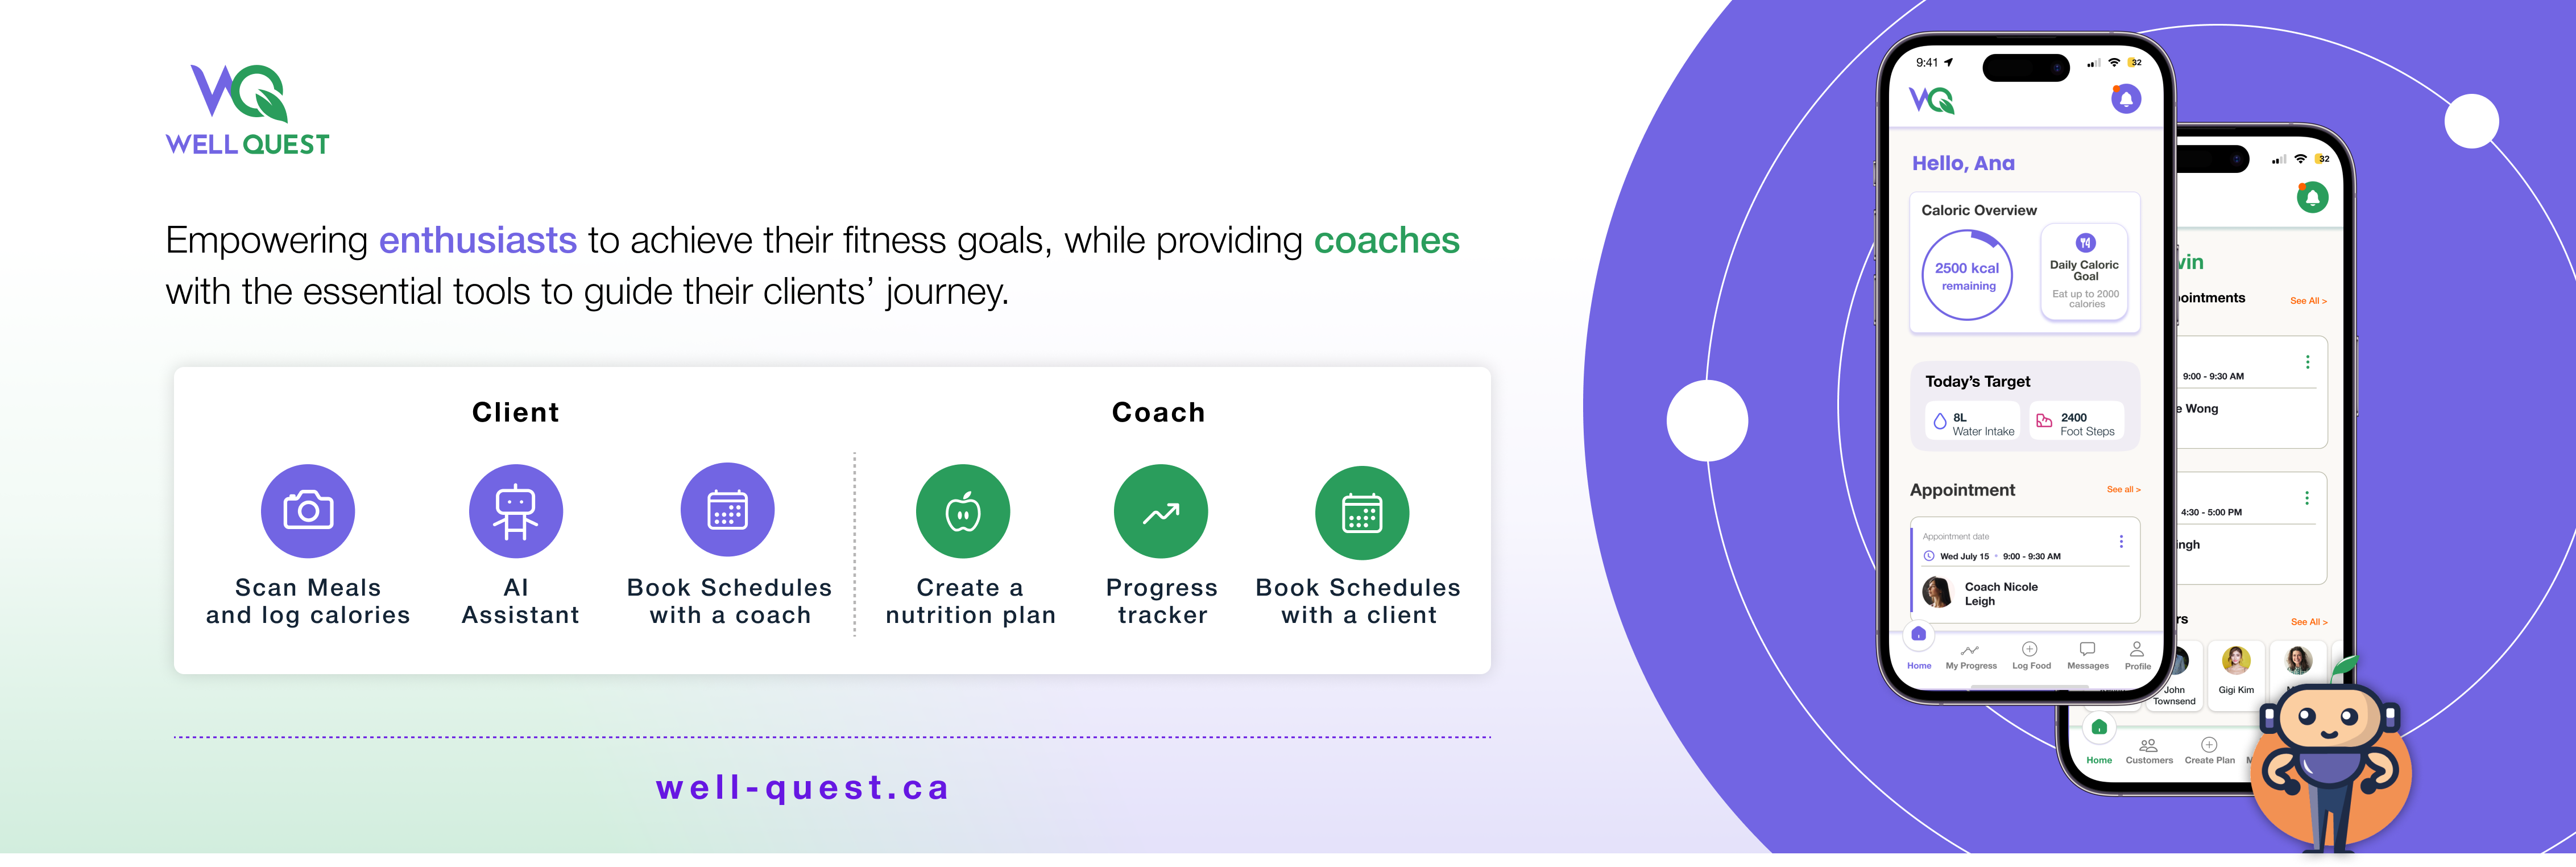 WELL QUEST
Empowering enthusiasts to achieve their fitness goals, while providing coaches
with the essential tools to guide their clients’ journey.
Client
Scan Meals
and log calories
AI
Assistant
Book Schedules
with a coach
Coach
Create a
nutrition plan
Progress
tracker
Book Schedules
with a client
well-quest.ca
9:41
32
WQ
Hello, Ana
Caloric Overview
2500 kcal
remaining
Daily Caloric
Goal
Eat up to 2000
calories
Today’s Target
8L
Water Intake
2400
Foot Steps
Appointment
See all >
Appointment date
Wed July 15 • 9:00 - 9:30 AM
Coach Nicole
Leigh
Home
My Progress
Log Food
Messages
Profile
32
vin
ointments
See All >
9:00 - 9:30 AM
e Wong
4:30 - 5:00 PM
ingh
rs
See All >
John
Townsend
Gigi Kim
Home
Customers
Create Plan
M